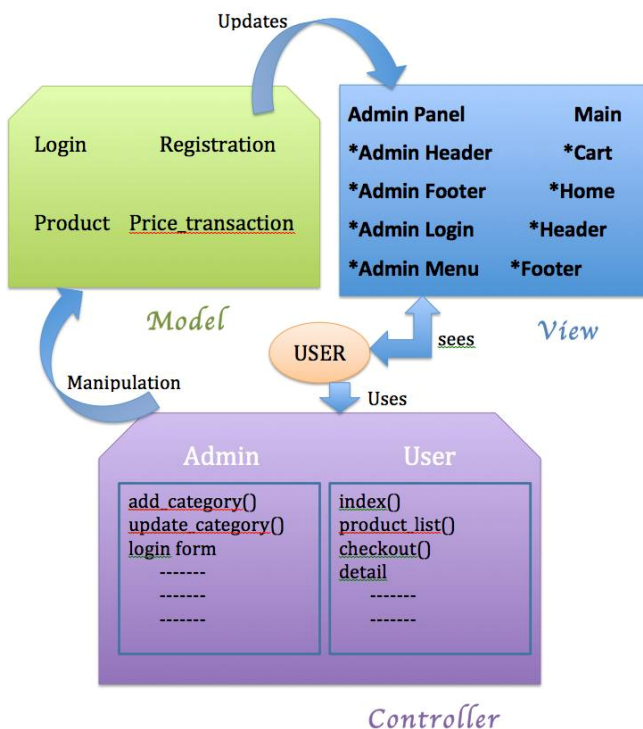 Updates
Login Registration
Product Price_transaction
Model
Admin Panel Main
*Admin Header *Cart
*Admin Footer *Home
*Admin Login *Header
*Admin Menu *Footer
View
USER
sees
Manipulation
Uses
Admin
add_category()
update_category()
login form
-------
-------
-------
User
index()
product_list()
checkout()
detail
-------
-------
Controller